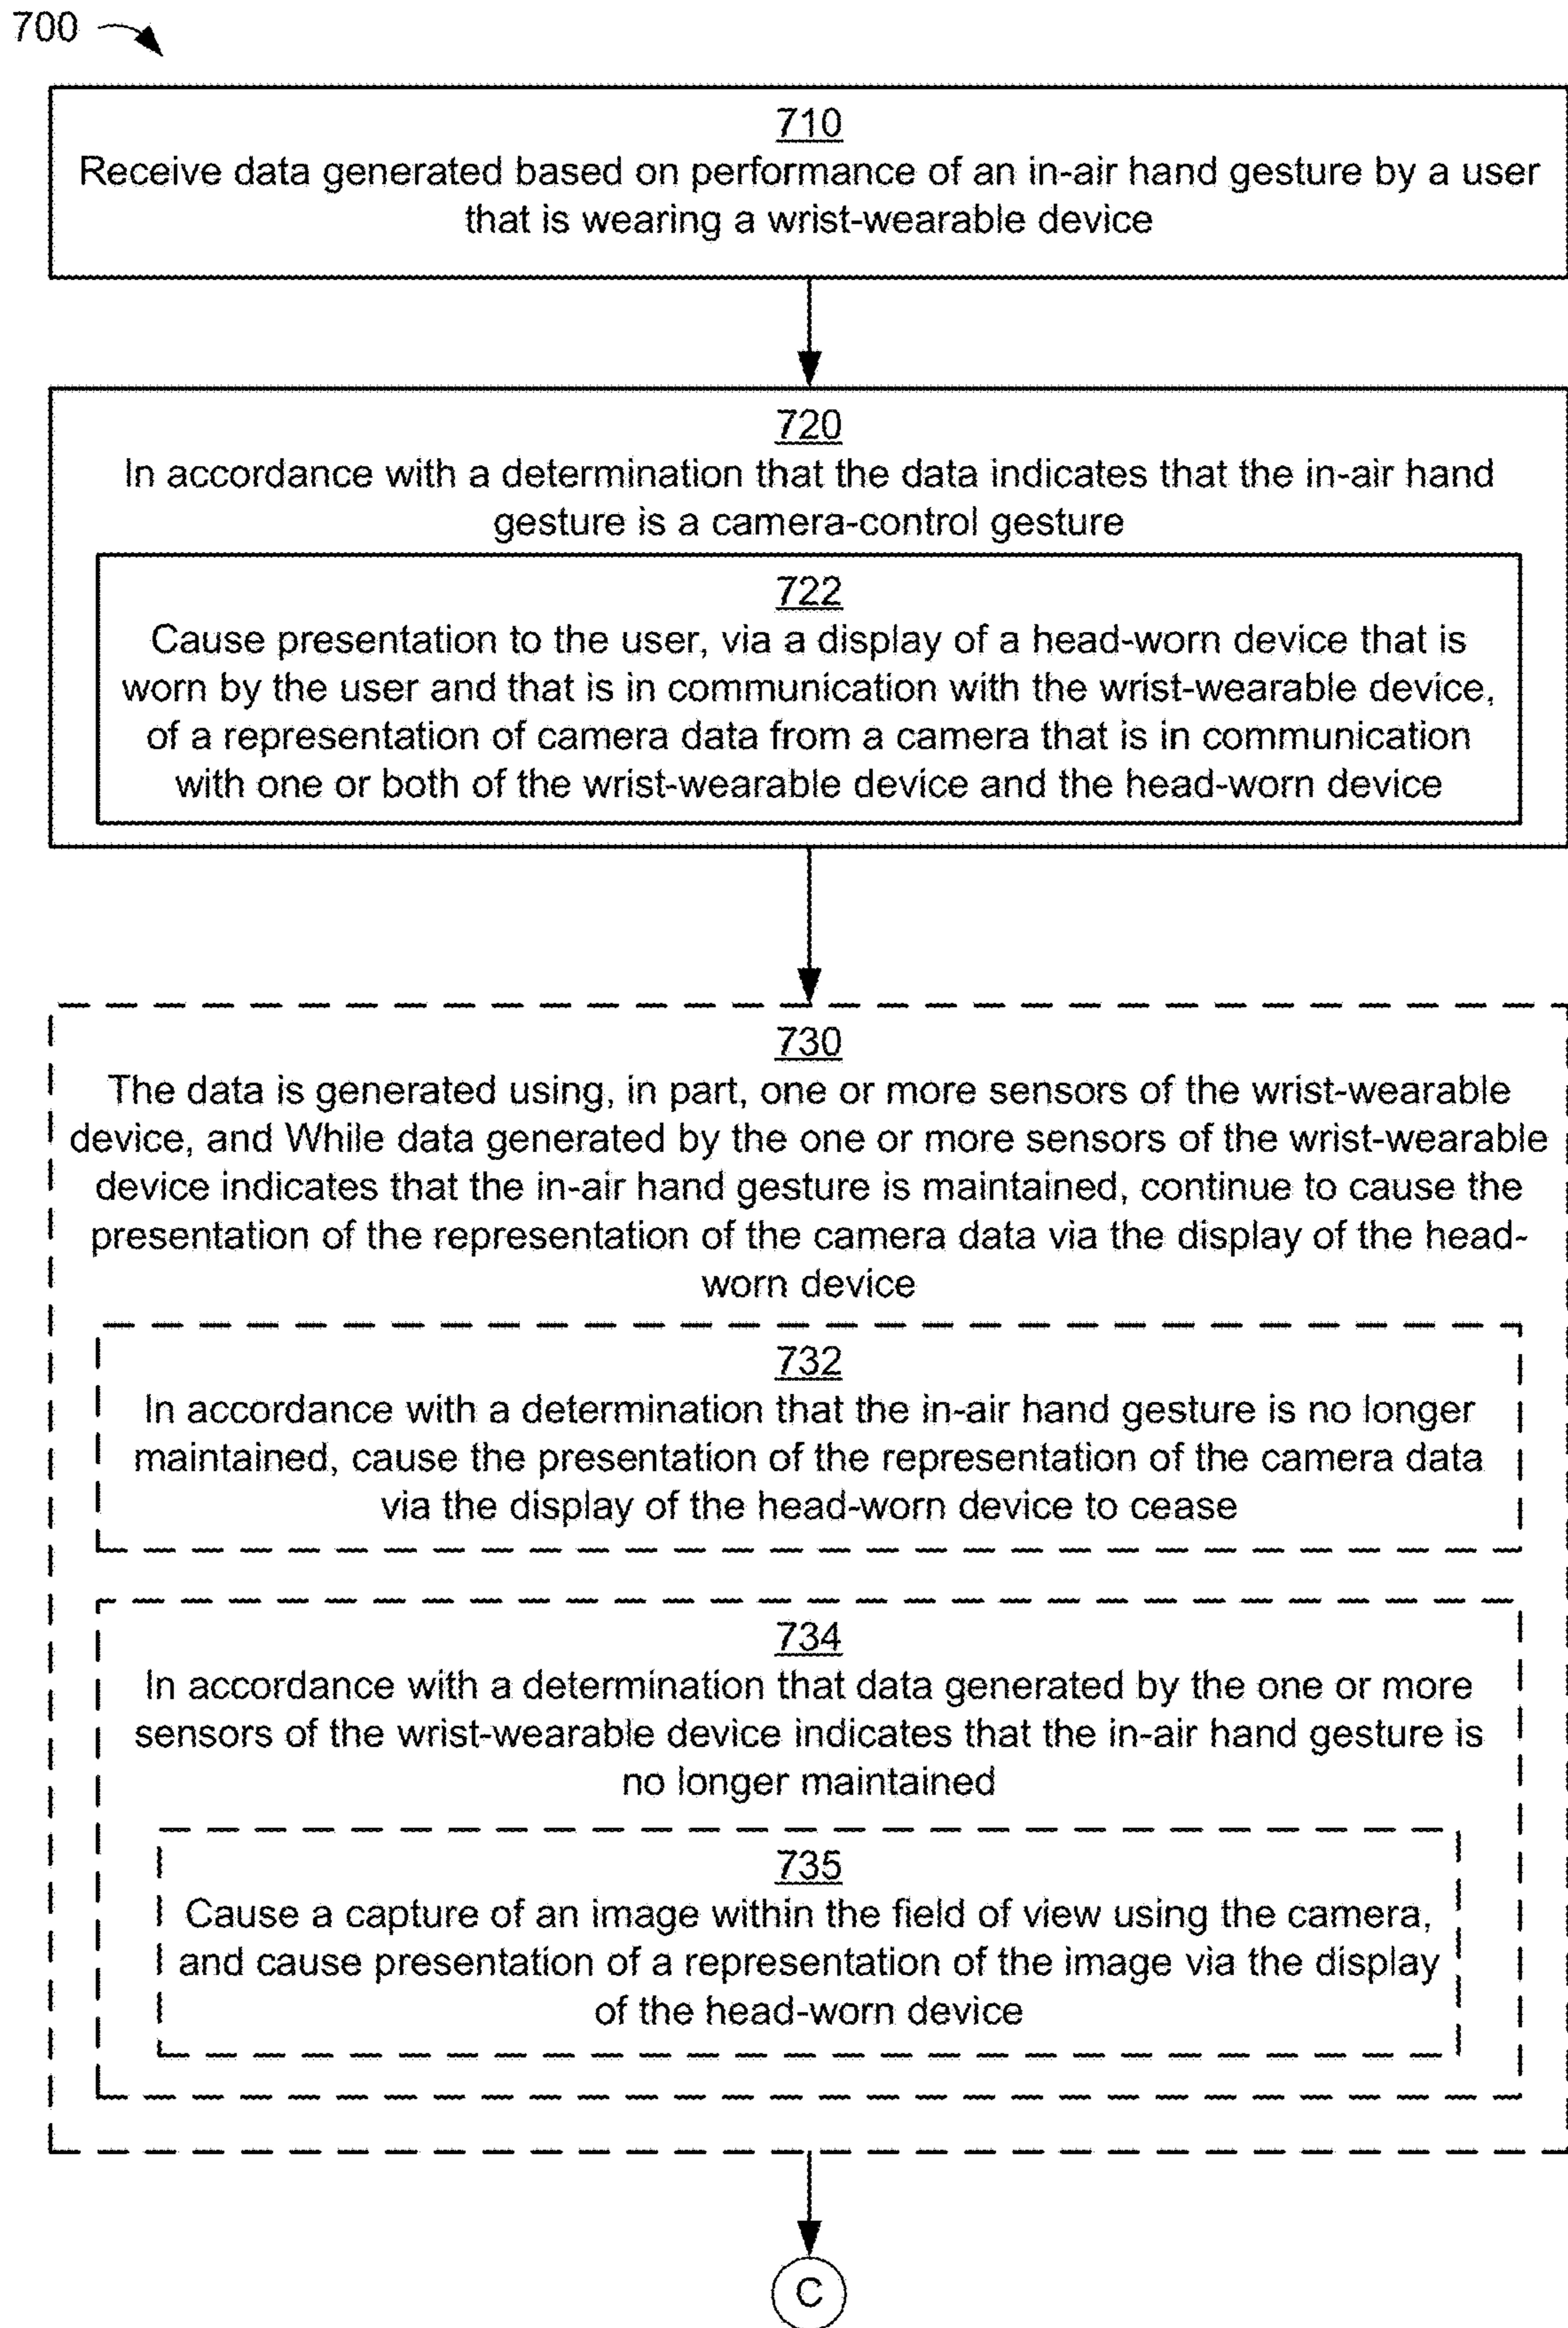 700
710
Receive data generated based on performance of an in-air hand gesture by a user
that is wearing a wrist-wearable device
720
In accordance with a determination that the data indicates that the in-air hand
gesture is a camera-control gesture
722
Cause presentation to the user, via a display of a head-worn device that is
worn by the user and that is in communication with the wrist-wearable device,
of a representation of camera data from a camera that is in communication
with one or both of the wrist-wearable device and the head-worn device
730
The data is generated using, in part, one or more sensors of the wrist-wearable
device, and While data generated by the one or more sensors of the wrist-wearable
device indicates that the in-air hand gesture is maintained, continue to cause the
presentation of the representation of the camera data via the display of the head-
worn device
732
In accordance with a determination that the in-air hand gesture is no longer
maintained, cause the presentation of the representation of the camera data
via the display of the head-worn device to cease
734
In accordance with a determination that data generated by the one or more
sensors of the wrist-wearable device indicates that the in-air hand gesture is
no longer maintained
735
Cause a capture of an image within the field of view using the camera,
and cause presentation of a representation of the image via the display
of the head-worn device
C